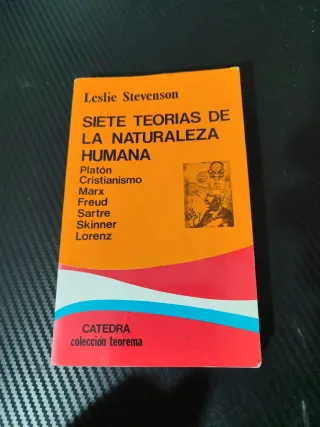 Leslie Stevenson
SIETE TEORIAS DE
LA NATURALEZA
HUMANA
Platón
Cristianismo
Marx
Freud
Sartre
Skinner
Lorenz
CATEDRA
colección teorema